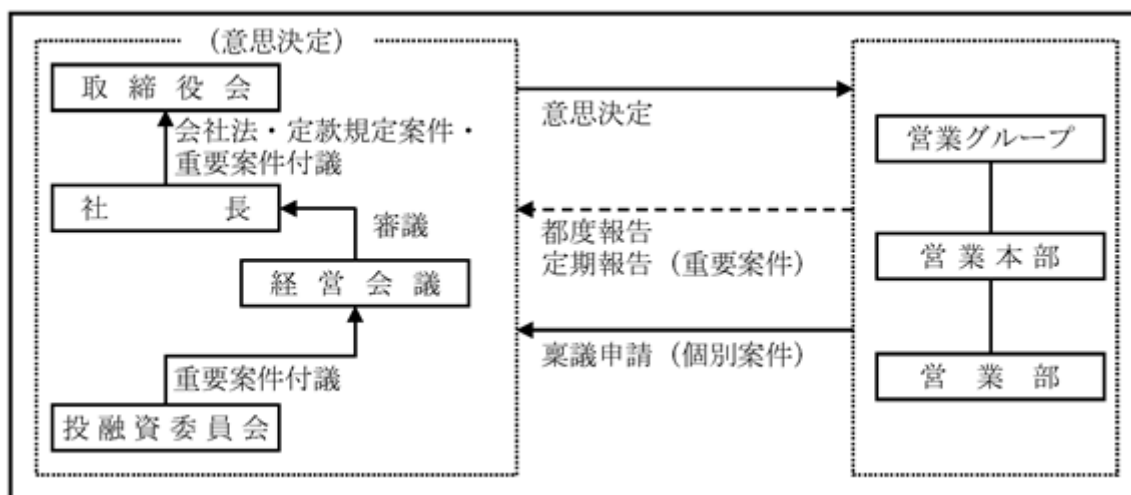 (意思決定)
取締役会
会社法・定款規定案件・
重要案件付議
社長
審議
経営会議
重要案件付議
投融資委員会
意思決定
都度報告
定期報告（重要案件）
稟議申請（個別案件）
営業グループ
営業本部
営業部